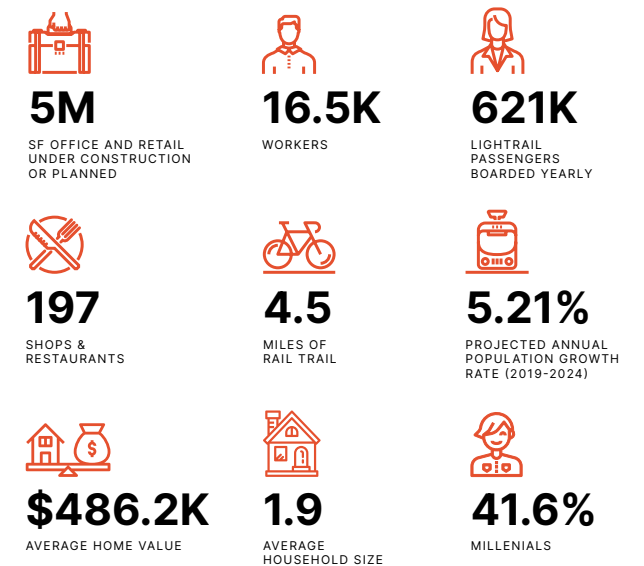 5M
SF OFFICE AND RETAIL
UNDER CONSTRUCTION
OR PLANNED
16.5K
WORKERS
621K
LIGHTRAIL
PASSENGERS
BOARDED YEARLY
197
SHOPS &
RESTAURANTS
4.5
MILES OF
RAIL TRAIL
5.21%
PROJECTED ANNUAL
POPULATION GROWTH
RATE (2019-2024)
$
$486.2K
AVERAGE HOME VALUE
1.9
AVERAGE
HOUSEHOLD SIZE
41.6%
MILLENIALS